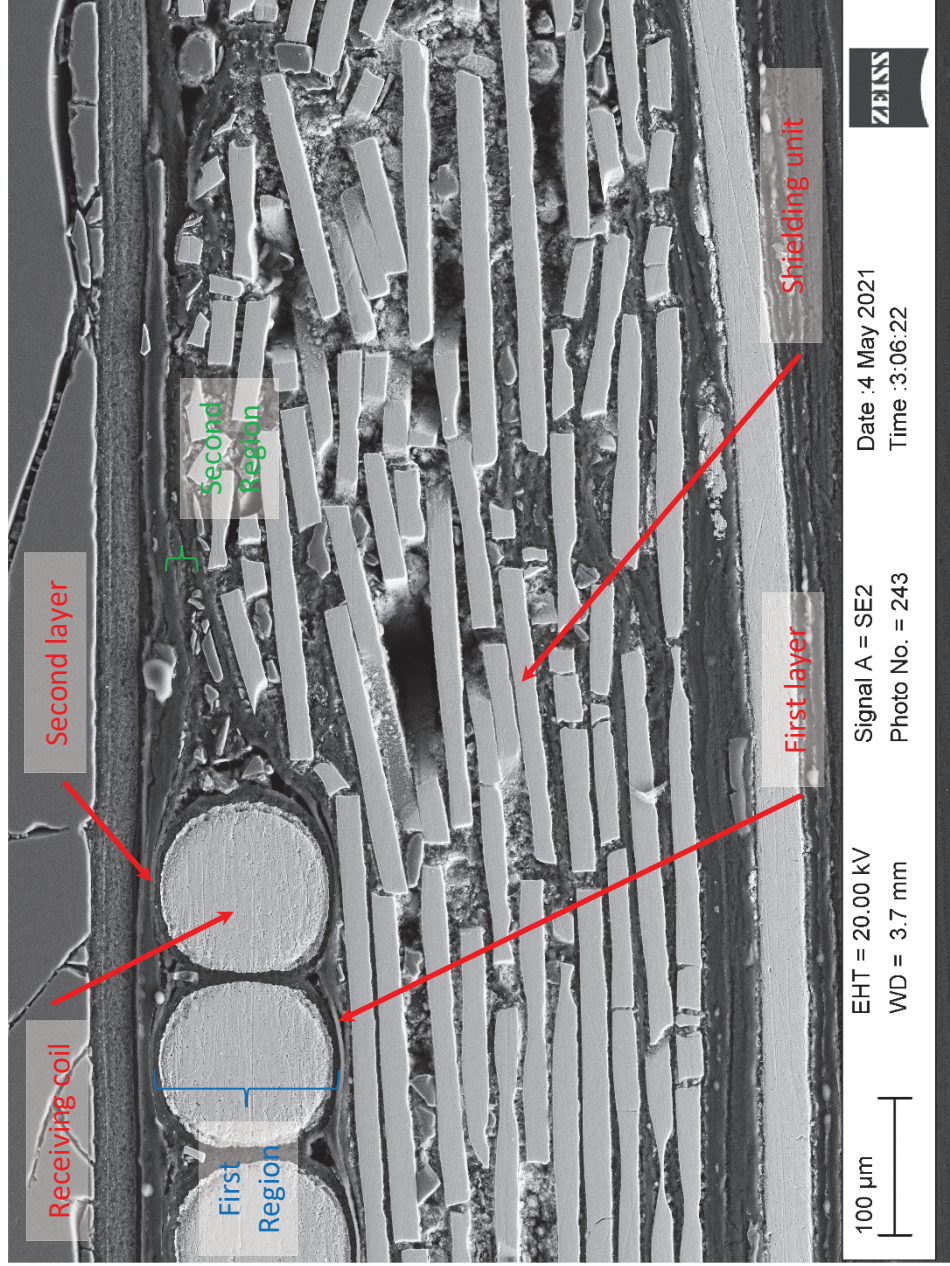 Receiving coil
Second layer
First
Region
Second
Region
First layer
Shielding unit
100 µm
EHT = 20.00 kV
WD = 3.7 mm
Signal A = SE2
Photo No. = 243
Date :4 May 2021
Time :3:06:22
ZEISS